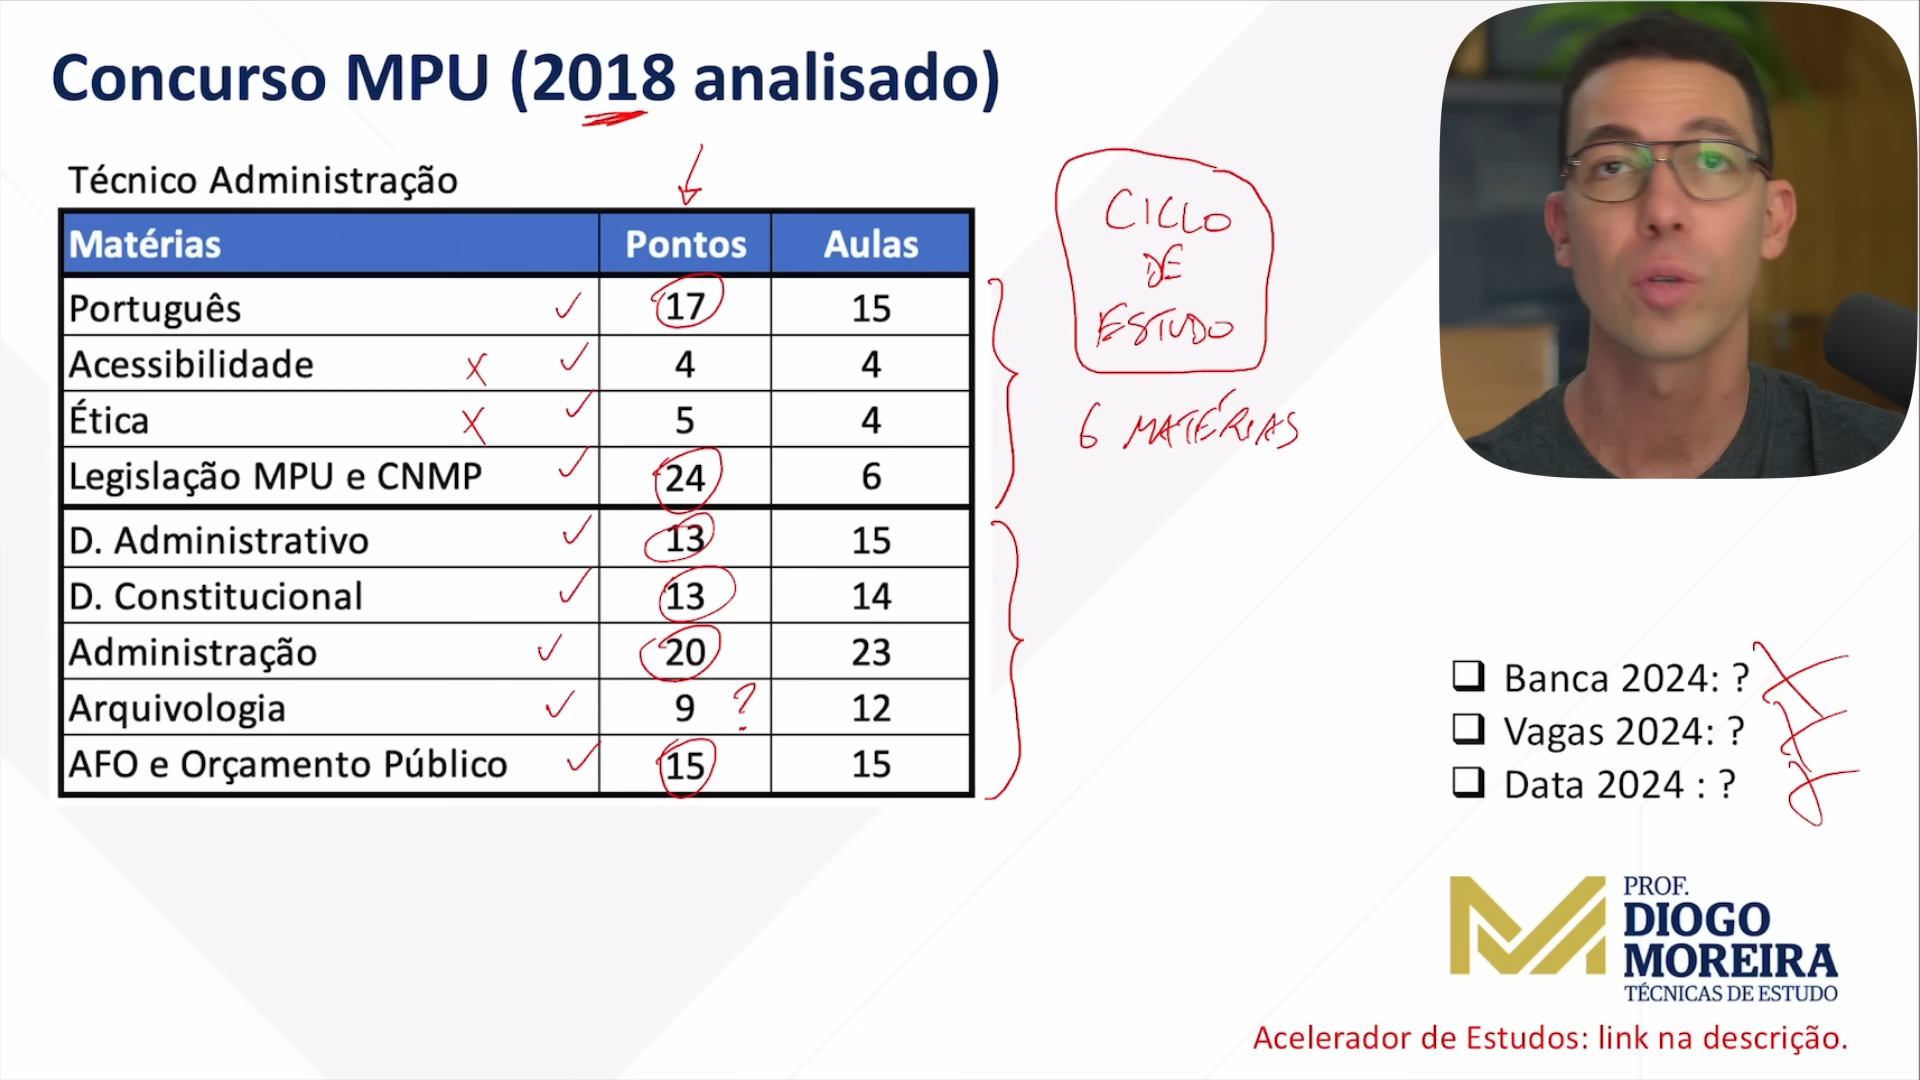 Concurso MPU (2018 analisado)
Técnico Administração
Matérias Pontos Aulas
Português ✓ 17 15
Acessibilidade X ✓ 4 4
Ética X ✓ 5 4
Legislação MPU e CNMP ✓ 24 6
D. Administrativo ✓ 13 15
D. Constitucional ✓ 13 14
Administração ✓ 20 23
Arquivologia ✓ 9 ? 12
AFO e Orçamento Público ✓ 15 15
CICLO
DE
ESTUDO
6 MATÉRIAS
❑ Banca 2024: ?
❑ Vagas 2024: ?
❑ Data 2024 : ?
PROF.
DIOGO
MOREIRA
TÉCNICAS DE ESTUDO
Acelerador de Estudos: link na descrição.